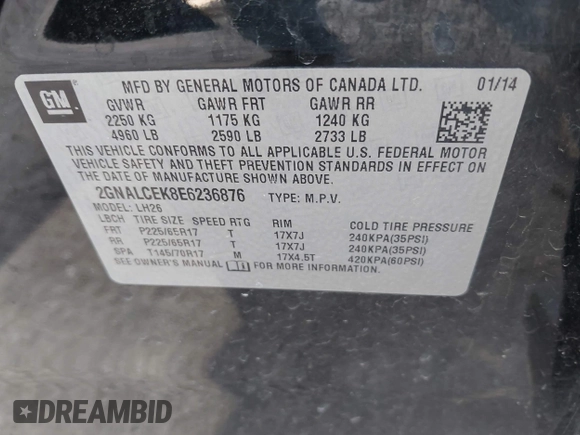 GM
MFD BY GENERAL MOTORS OF CANADA LTD. 01/14
GVWR GAWR FRT GAWR RR
2250 KG 1175 KG 1240 KG
4960 LB 2590 LB 2733 LB
THIS VEHICLE CONFORMS TO ALL APPLICABLE U.S. FEDERAL MOTOR
VEHICLE SAFETY AND THEFT PREVENTION STANDARDS IN EFFECT ON
THE DATE OF MANUFACTURE SHOWN ABOVE.
2GNALCEK8E6236876 TYPE: M.P.V.
MODEL: LH26
LBCH TIRE SIZE SPEED RTG RIM COLD TIRE PRESSURE
FRT P225/65R17 T 17X7J 240KPA(35PSI)
RR P225/65R17 T 17X7J 240KPA(35PSI)
SPA T145/70R17 M 17X4.5T 420KPA(60PSI)
SEE OWNER'S MANUAL FOR MORE INFORMATION.
DREAMBID